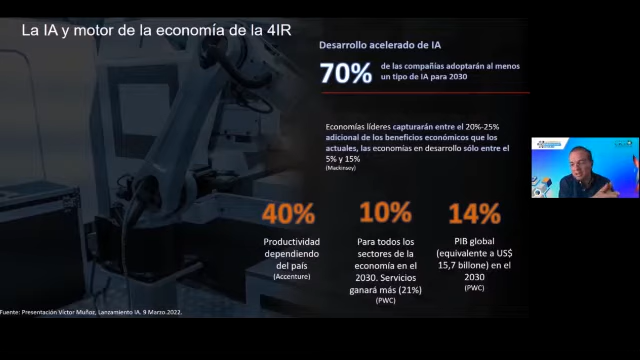 La IA y motor de la economía de la 4IR
Desarrollo acelerado de IA
70%
de las compañías adoptarán al menos
un tipo de IA para 2030
Economías líderes capturarán entre el 20%-25%
adicional de los beneficios económicos que los
actuales, las economías en desarrollo sólo entre el
5% y 15%
(Mackinsey)
40%
Productividad
dependiendo
del país
(Accenture)
10%
Para todos los
sectores de la
economía en el
2030. Servicios
ganará más (21%)
(PWC)
14%
PIB global
(equivalente a US$
15,7 billone) en el
2030
(PWC)
Fuente: Presentación Víctor Muñoz, Lanzamiento IA. 9 Marzo.2022.